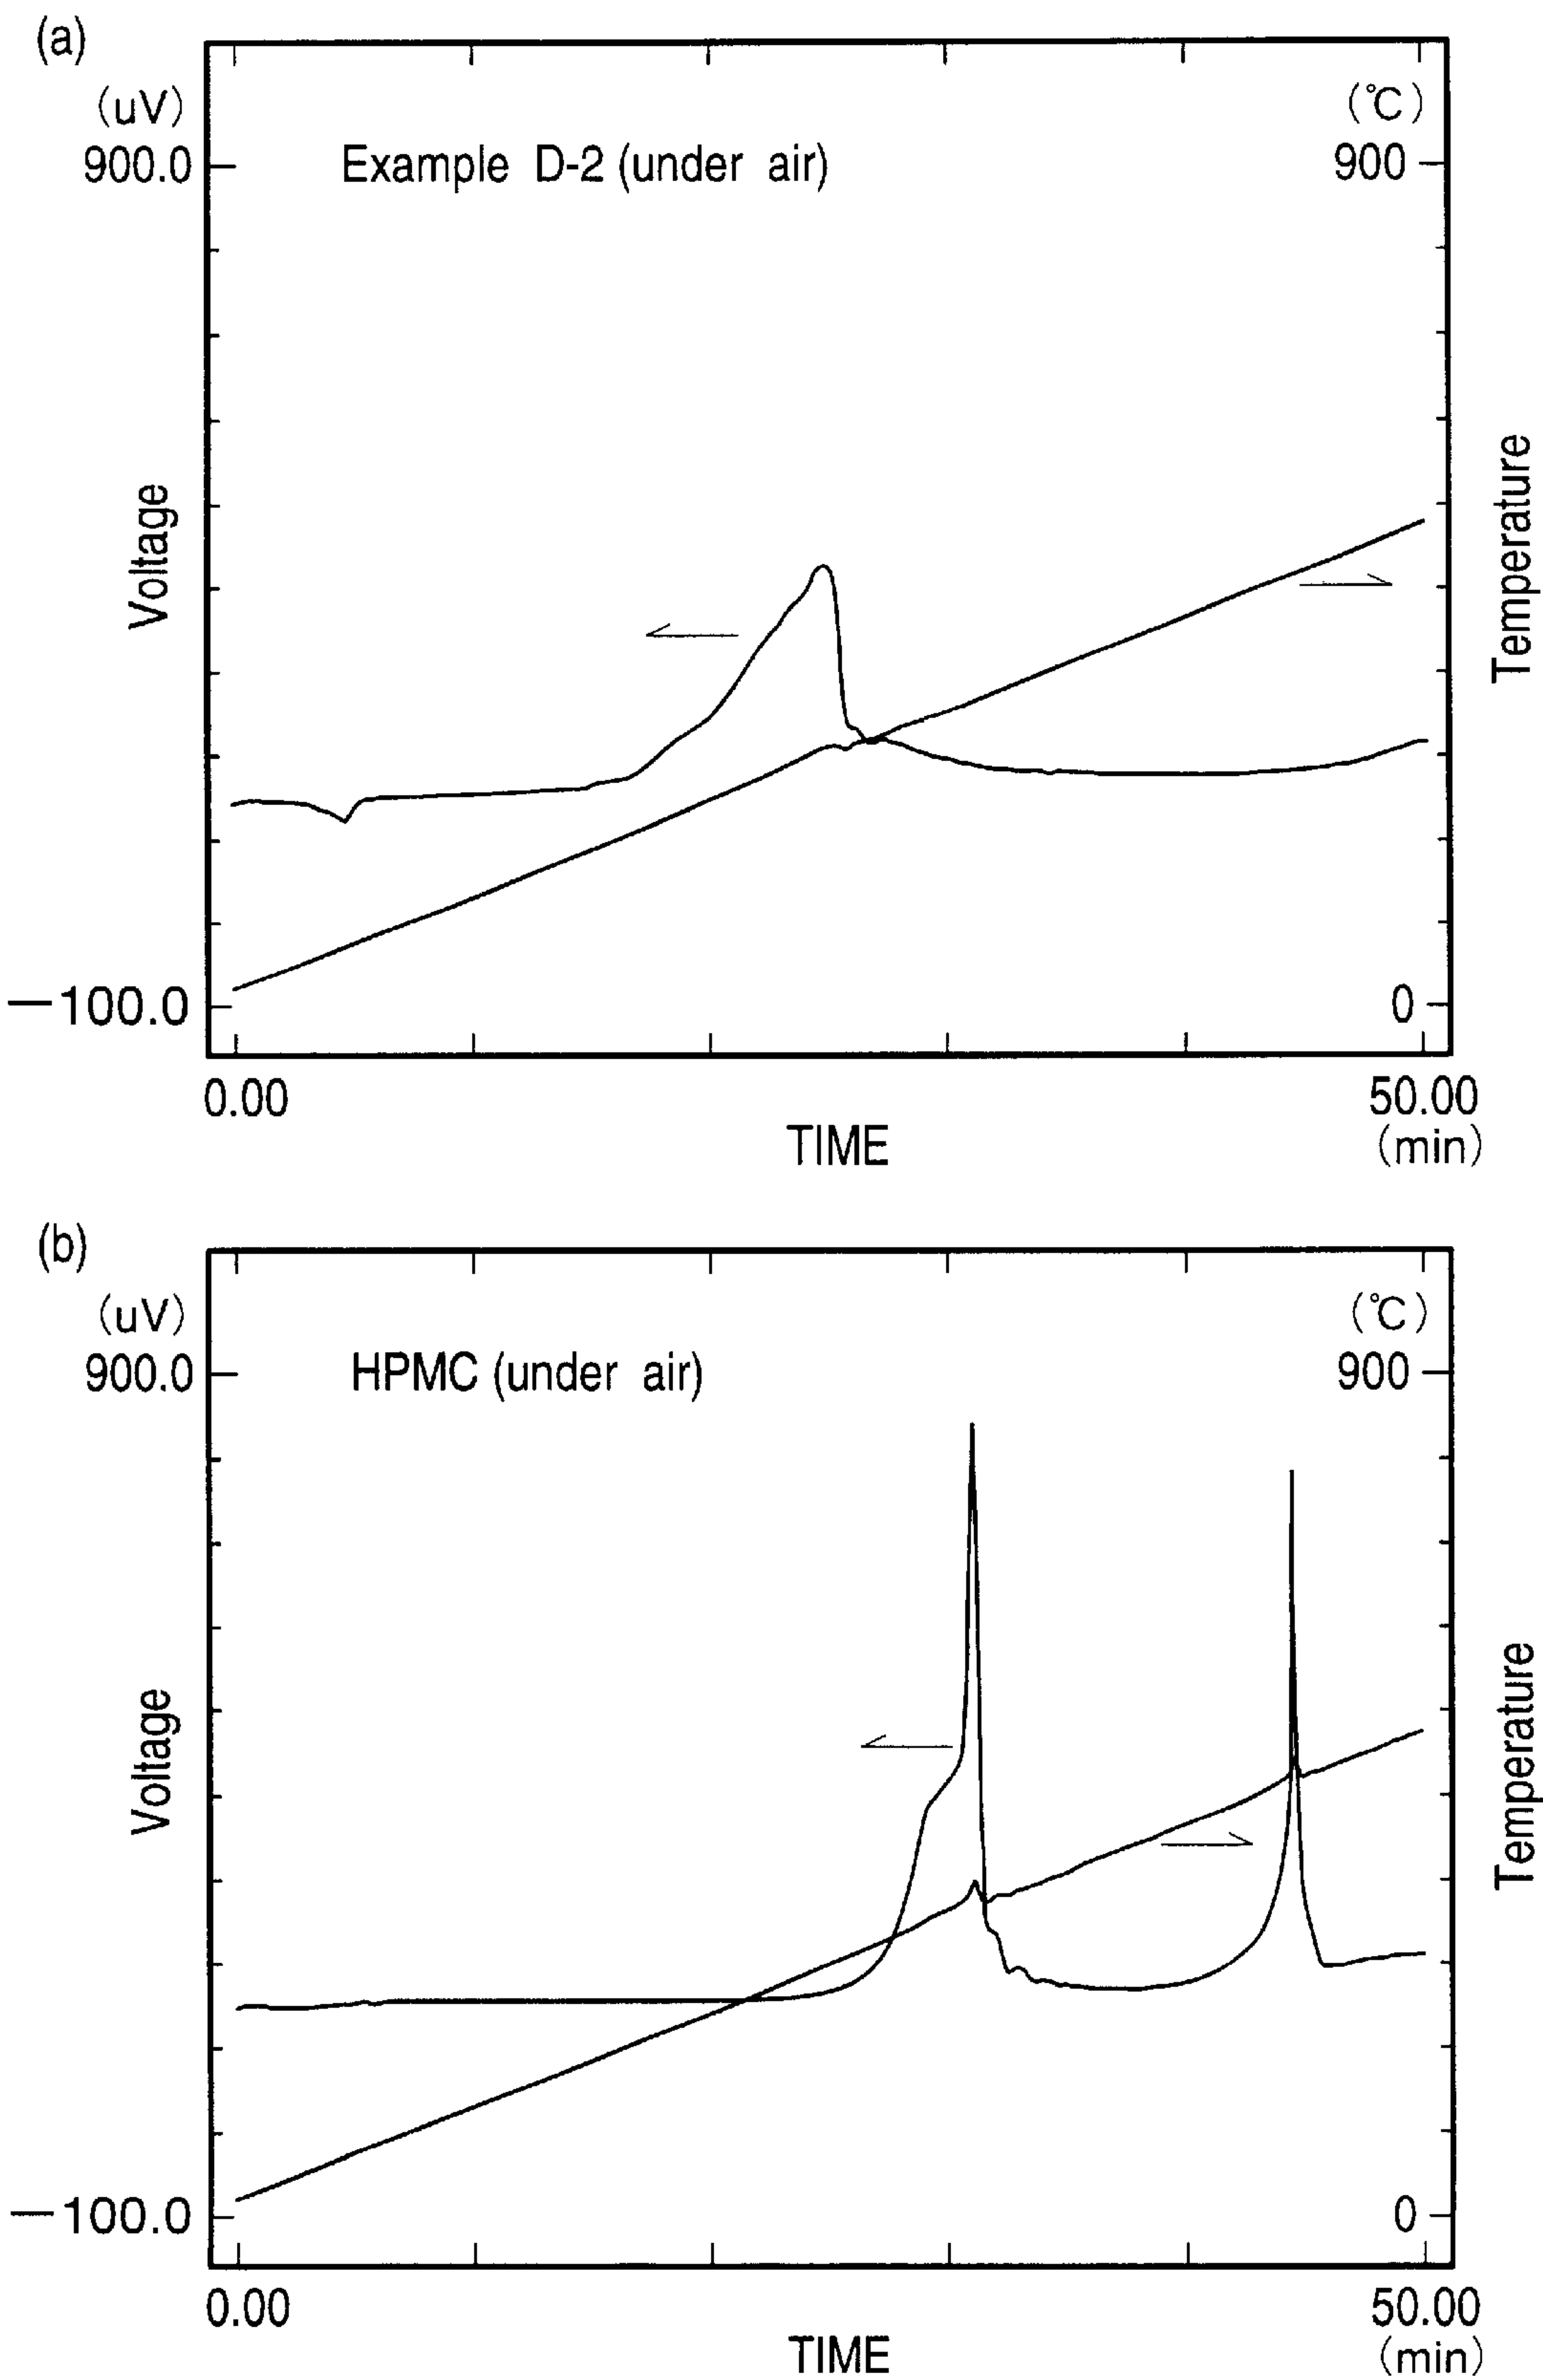 (a)
(uV)
(℃)
900.0
Example D-2 (under air)
900
Voltage
Temperature
—100.0
0
0.00
50.00
TIME
(min)
(b)
(uV)
(℃)
900.0
HPMC (under air)
900
Voltage
Temperature
—100.0
0
0.00
50.00
TIME
(min)